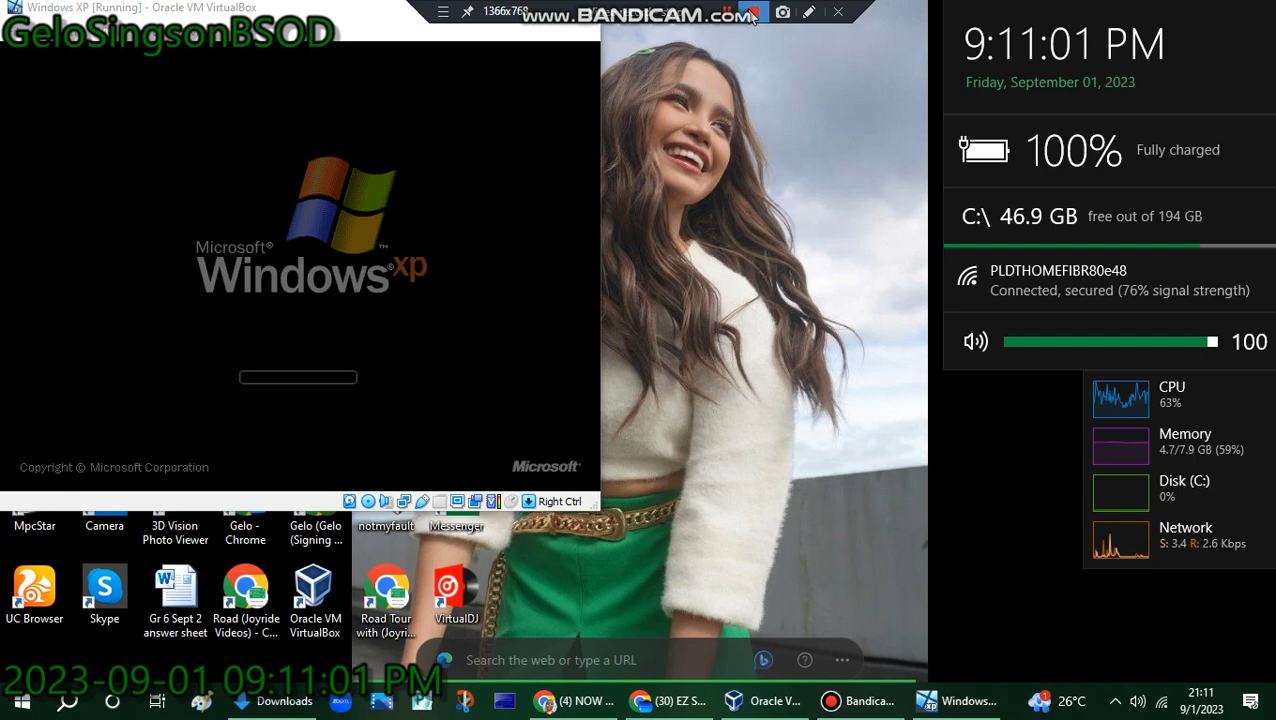 Windows XP [Running] - Oracle VM VirtualBox
1366x768
www.BANDICAM.com
GeloSingsonBSOD
Microsoft®
Windows® xp
™
Copyright © Microsoft Corporation
Microsoft®
Right Ctrl
9:11:01 PM
Friday, September 01, 2023
100% Fully charged
C:\ 46.9 GB free out of 194 GB
PLDTHOMEFIBR80e48
Connected, secured (76% signal strength)
100
CPU
63%
Memory
4.7/7.9 GB (59%)
Disk (C:)
0%
Network
S: 3.4 R: 2.6 Kbps
MpcStar
Camera
3D Vision
Photo Viewer
Gelo -
Chrome
Gelo (Gelo
(Signing ...
notmyfault
Messenger
UC Browser
Skype
Gr 6 Sept 2
answer sheet
Road (Joyride
Videos) - C...
Oracle VM
VirtualBox
Road Tour
with (Joyri...
VirtualDJ
Search the web or type a URL
2023-09-01 09:11:01 PM
Downloads
zoom
(4) NOW ...
(30) EZ S...
Oracle V...
Bandica...
Windows...
1
26°C
21:11
9/1/2023